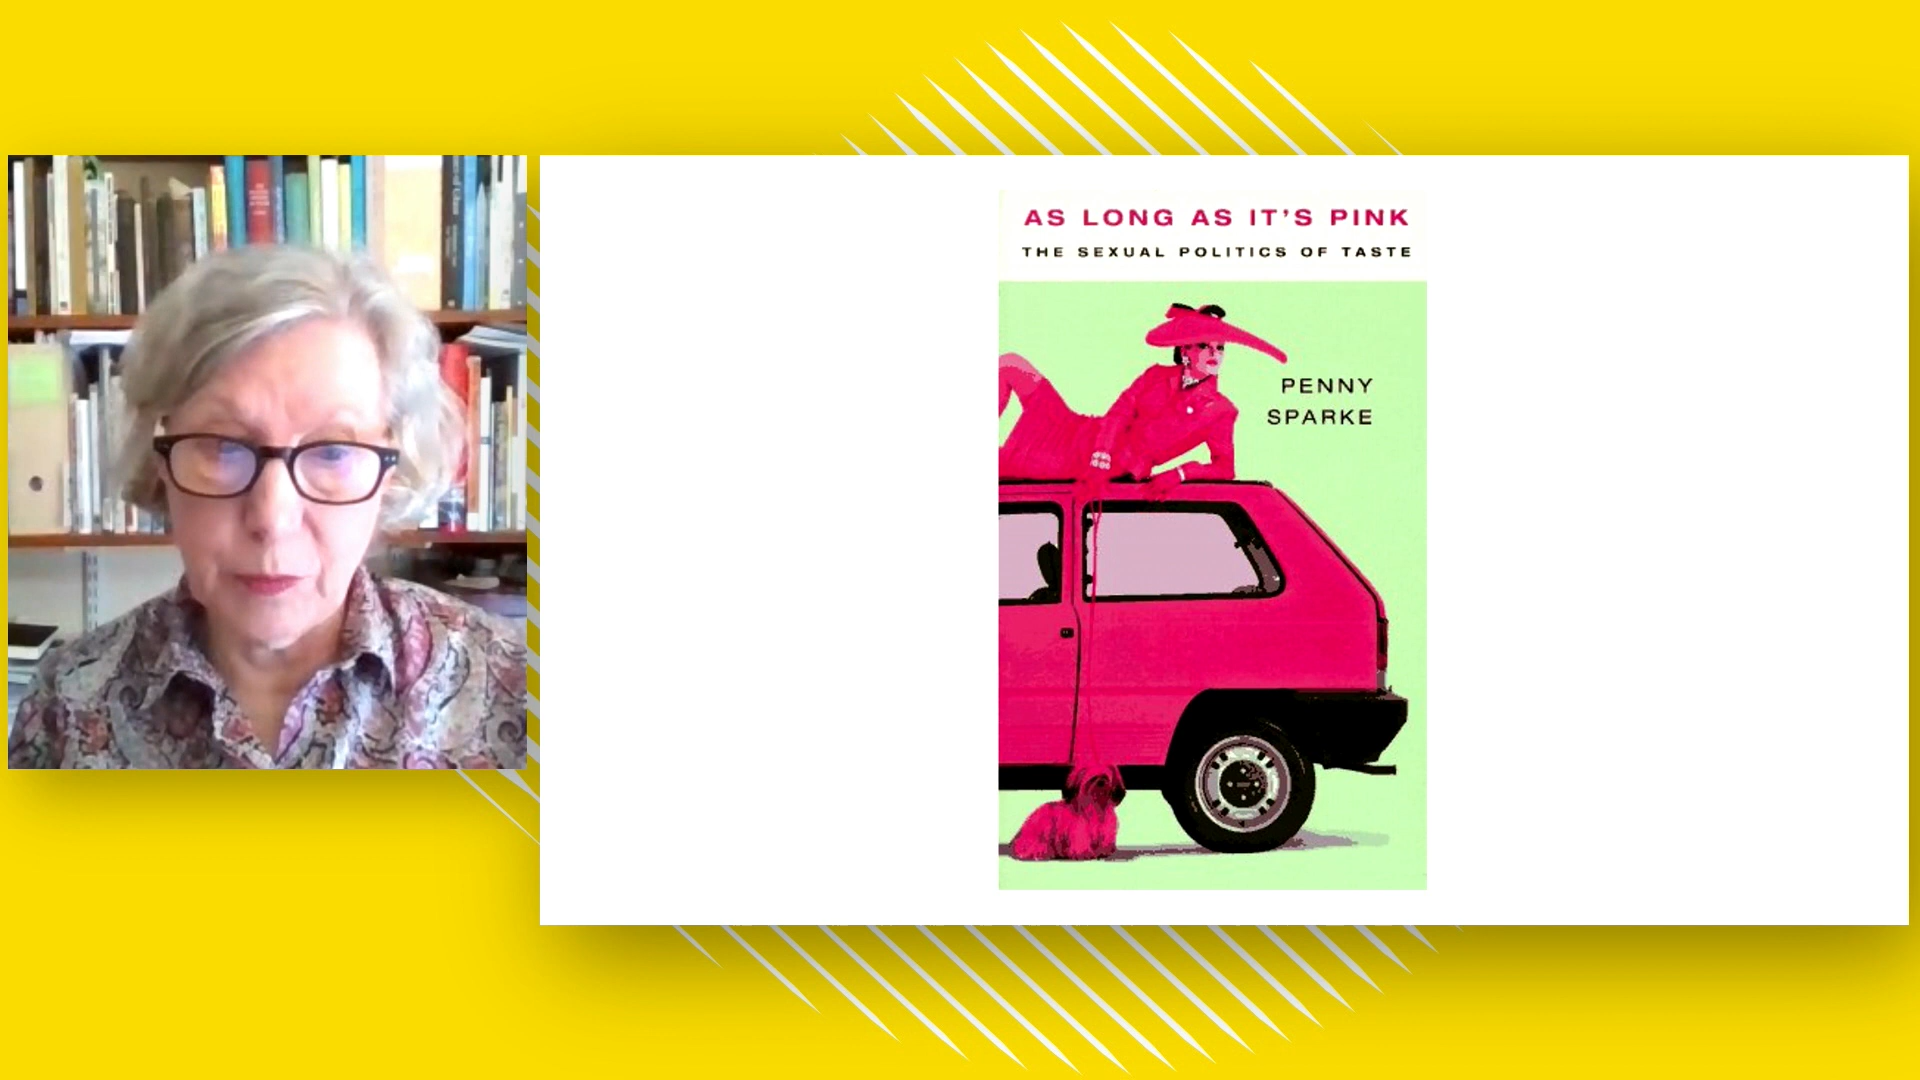 AS LONG AS IT'S PINK
THE SEXUAL POLITICS OF TASTE
PENNY
SPARKE